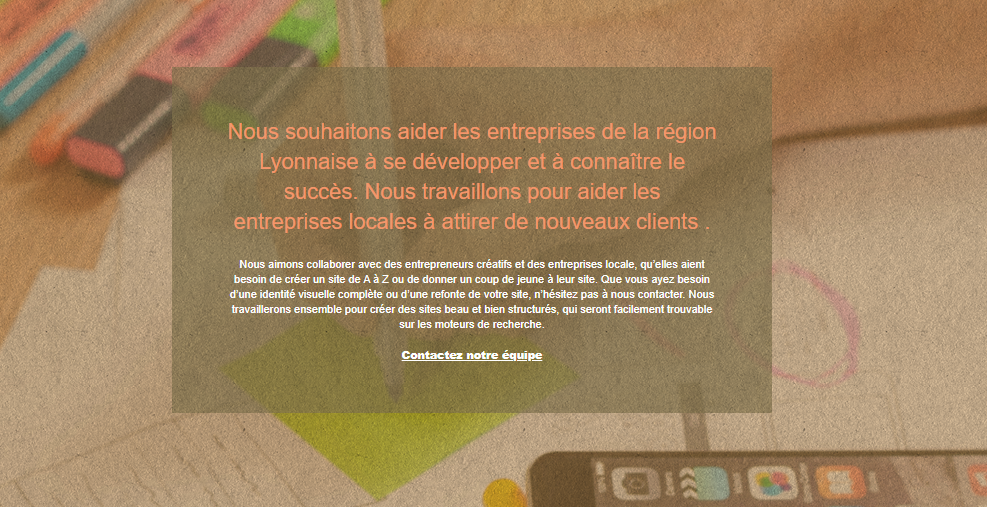 Nous souhaitons aider les entreprises de la région
Lyonnaise à se développer et à connaître le
succès. Nous travaillons pour aider les
entreprises locales à attirer de nouveaux clients .
Nous aimons collaborer avec des entrepreneurs créatifs et des entreprises locale, qu'elles aient
besoin de créer un site de A à Z ou de donner un coup de jeune à leur site. Que vous ayez besoin
d'une identité visuelle complète ou d'une refonte de votre site, n'hésitez pas à nous contacter. Nous
travaillerons ensemble pour créer des sites beau et bien structurés, qui seront facilement trouvable
sur les moteurs de recherche.
Contactez notre équipe